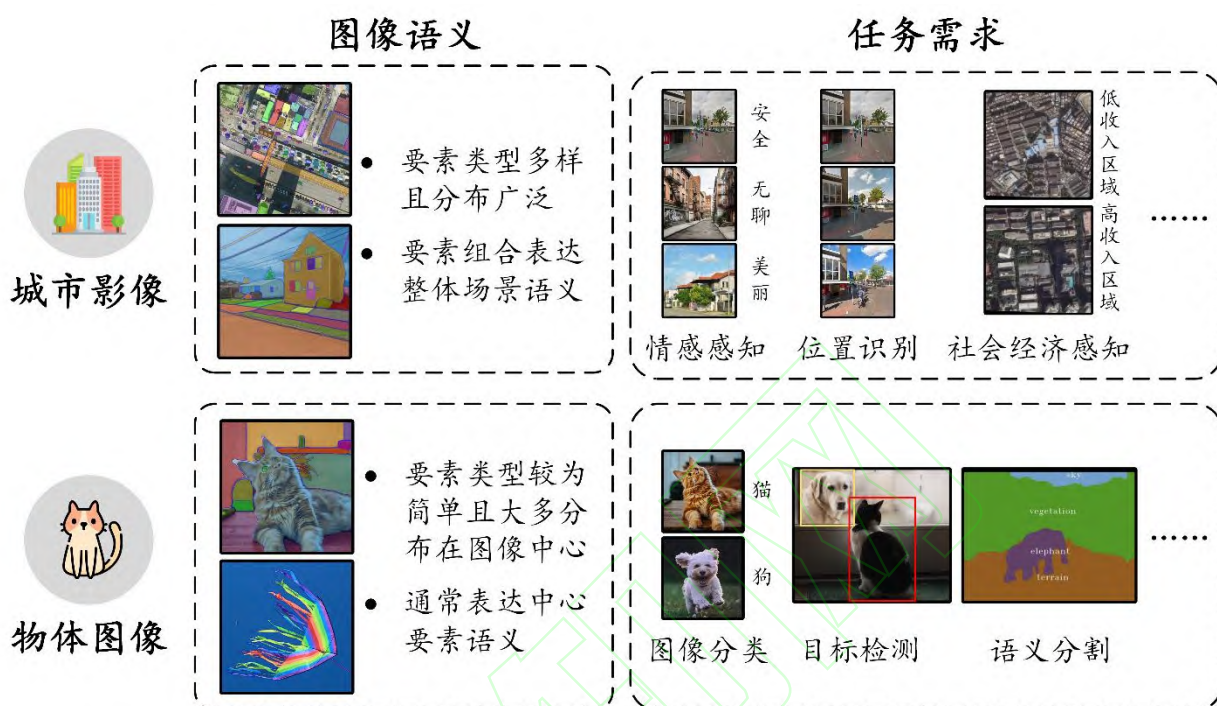 图像语义
任务需求
城市影像
• 要素类型多样
且分布广泛
• 要素组合表达
整体场景语义
安全
无聊
美丽
低收入区域
高收入区域
……
情感感知
位置识别
社会经济感知
物体图像
• 要素类型较为
简单且大多分
布在图像中心
• 通常表达中心
要素语义
猫
狗
sky
vegetation
elephant
terrain
……
图像分类
目标检测
语义分割